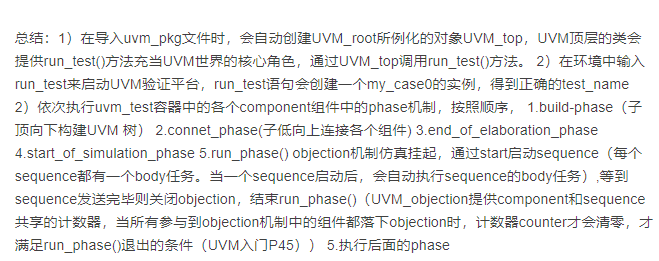 总结：1）在导入uvm_pkg文件时，会自动创建UVM_root所例化的对象UVM_top，UVM顶层的类会
提供run_test()方法充当UVM世界的核心角色，通过UVM_top调用run_test()方法。 2）在环境中输入
run_test来启动UVM验证平台，run_test语句会创建一个my_case0的实例，得到正确的test_name
2）依次执行uvm_test容器中的各个component组件中的phase机制，按照顺序， 1.build-phase（子
顶向下构建UVM 树） 2.connet_phase(子低向上连接各个组件) 3.end_of_elaboration_phase
4.start_of_simulation_phase 5.run_phase() objection机制仿真挂起，通过start启动sequence（每个
sequence都有一个body任务。当一个sequence启动后，会自动执行sequence的body任务）,等到
sequence发送完毕则关闭objection，结束run_phase()（UVM_objection提供component和sequence
共享的计数器，当所有参与到objection机制中的组件都落下objection时，计数器counter才会清零，才
满足run_phase()退出的条件（UVM入门P45）） 5.执行后面的phase